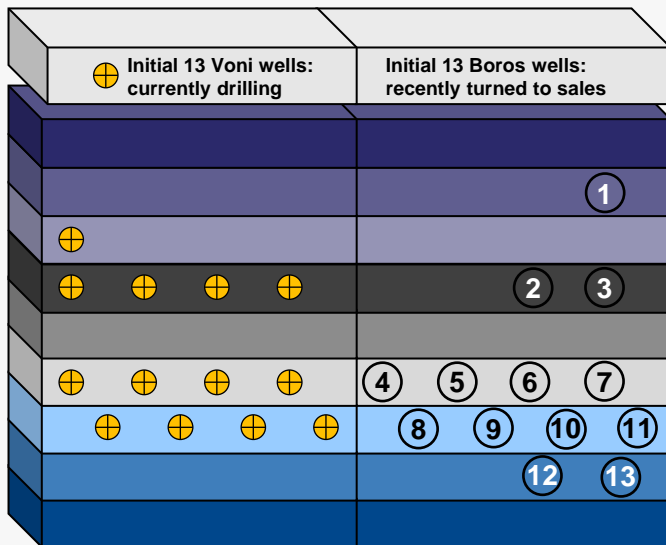 Initial 13 Voni wells:
currently drilling
Initial 13 Boros wells:
recently turned to sales
1
2 3
4 5 6 7
8 9 10 11
12 13